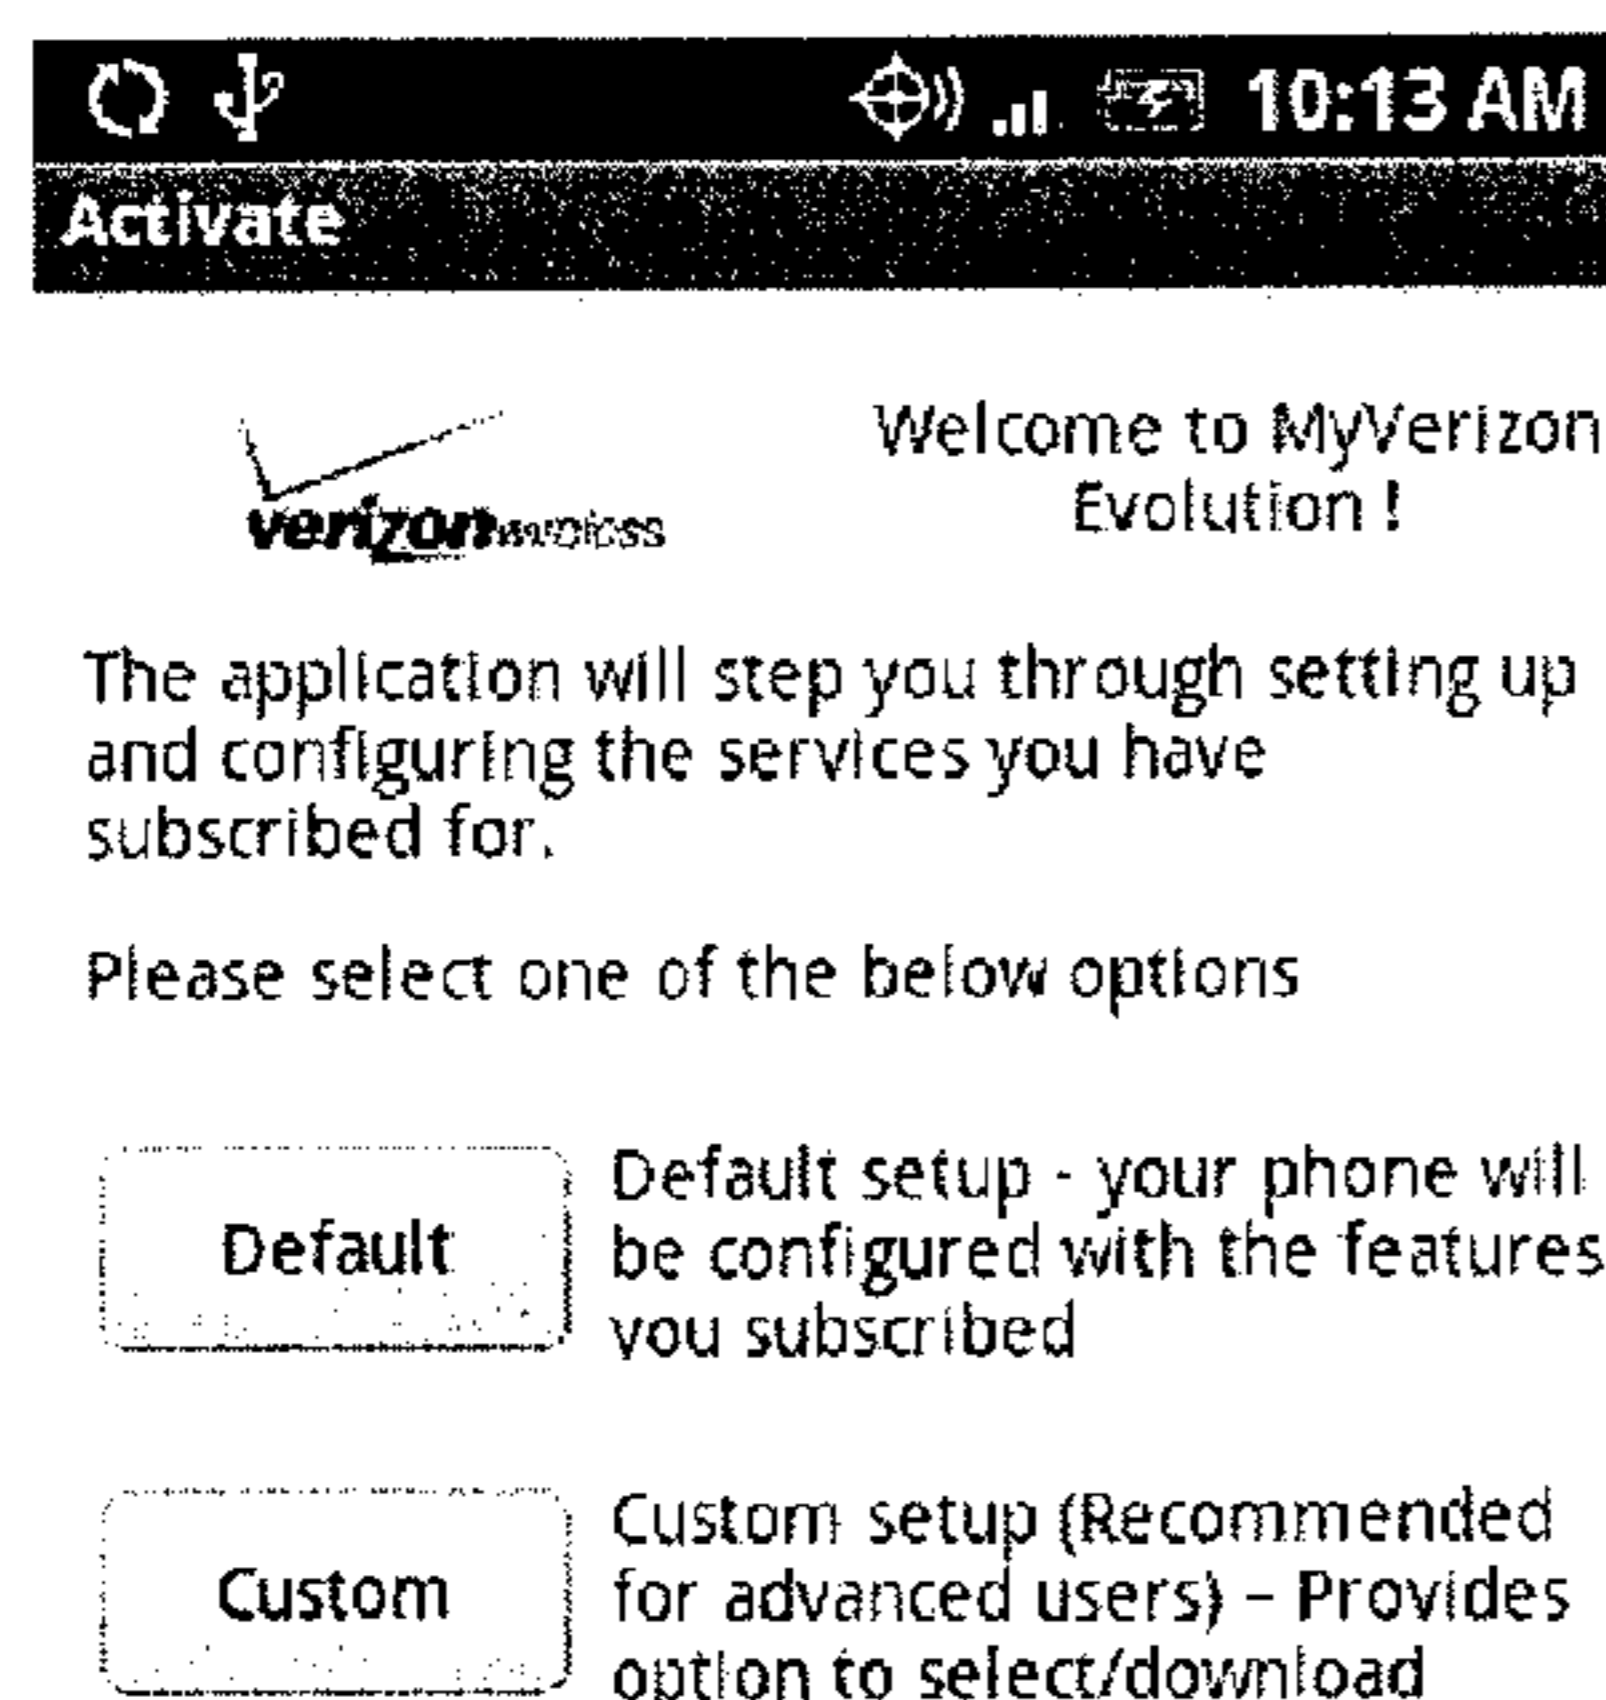 10:13 AM
Activate
verizonwireless
Welcome to MyVerizon
Evolution !
The application will step you through setting up
and configuring the services you have
subscribed for.
Please select one of the below options
Default
Default setup - your phone will
be configured with the features
you subscribed
Custom
Custom setup (Recommended
for advanced users) – Provides
option to select/download